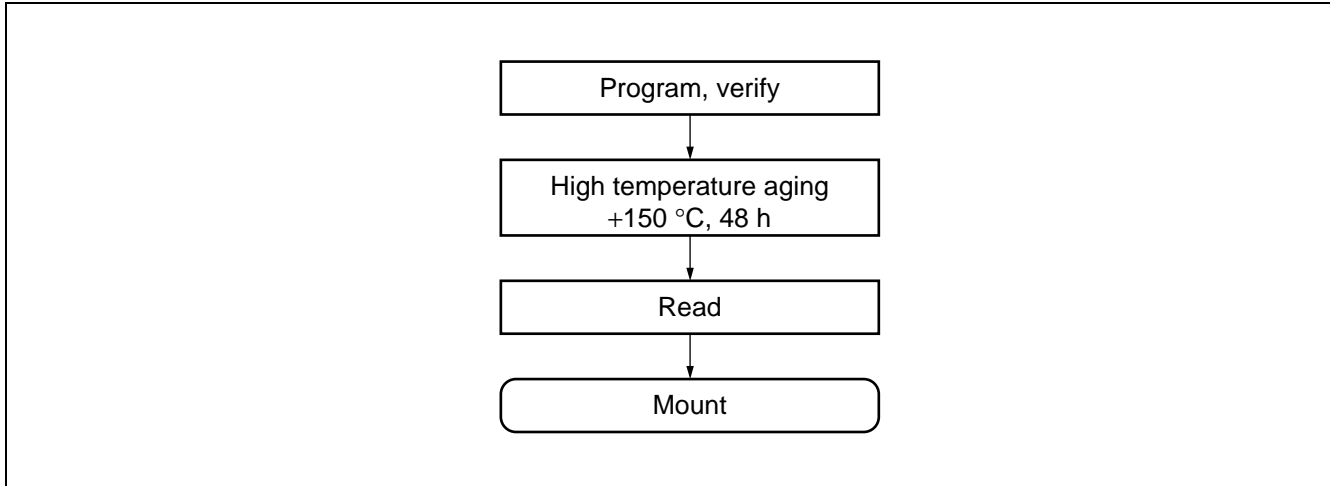 Program, verify
High temperature aging
+150 °C, 48 h
Read
Mount